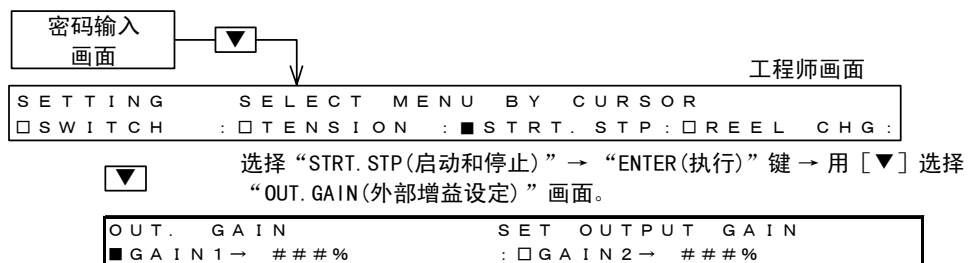 密码输入
画面
▼
工程师画面
SETTING SELECT MENU BY CURSOR
□SWITCH :□TENSION :■STRT.STP:□REEL CHG:
▼
选择“STRT.STP(启动和停止)”→ “ENTER(执行)”键 → 用［▼］选择
“OUT.GAIN(外部增益设定)”画面。
OUT. GAIN SET OUTPUT GAIN
■GAIN1→ ###% :□GAIN2→ ###%